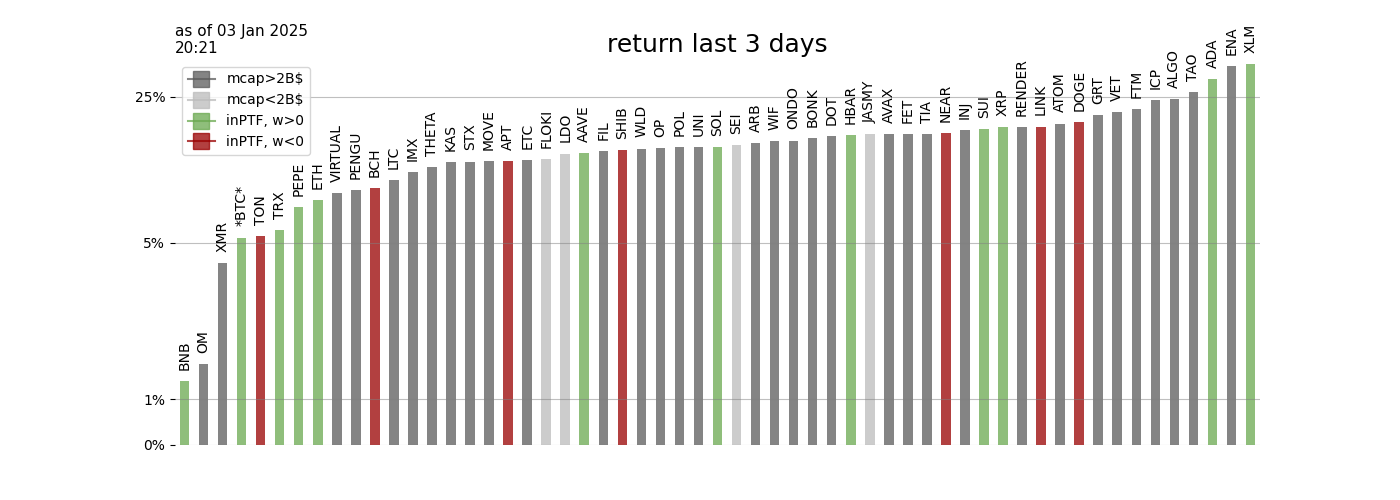 as of 03 Jan 2025
20:21
return last 3 days
mcap>2B$
mcap<2B$
inPTF, w>0
inPTF, w<0
25%
5%
1%
0%
BNB
OM
XMR
*BTC*
TON
TRX
PEPE
ETH
VIRTUAL
PENGU
BCH
LTC
IMX
THETA
KAS
STX
MOVE
APT
ETC
FLOKI
LDO
AAVE
FIL
SHIB
WLD
OP
POL
UNI
SOL
SEI
ARB
WIF
ONDO
BONK
DOT
HBAR
JASMY
AVAX
FET
TIA
NEAR
INJ
SUI
XRP
RENDER
LINK
ATOM
DOGE
GRT
VET
FTM
ICP
ALGO
TAO
ADA
ENA
XLM